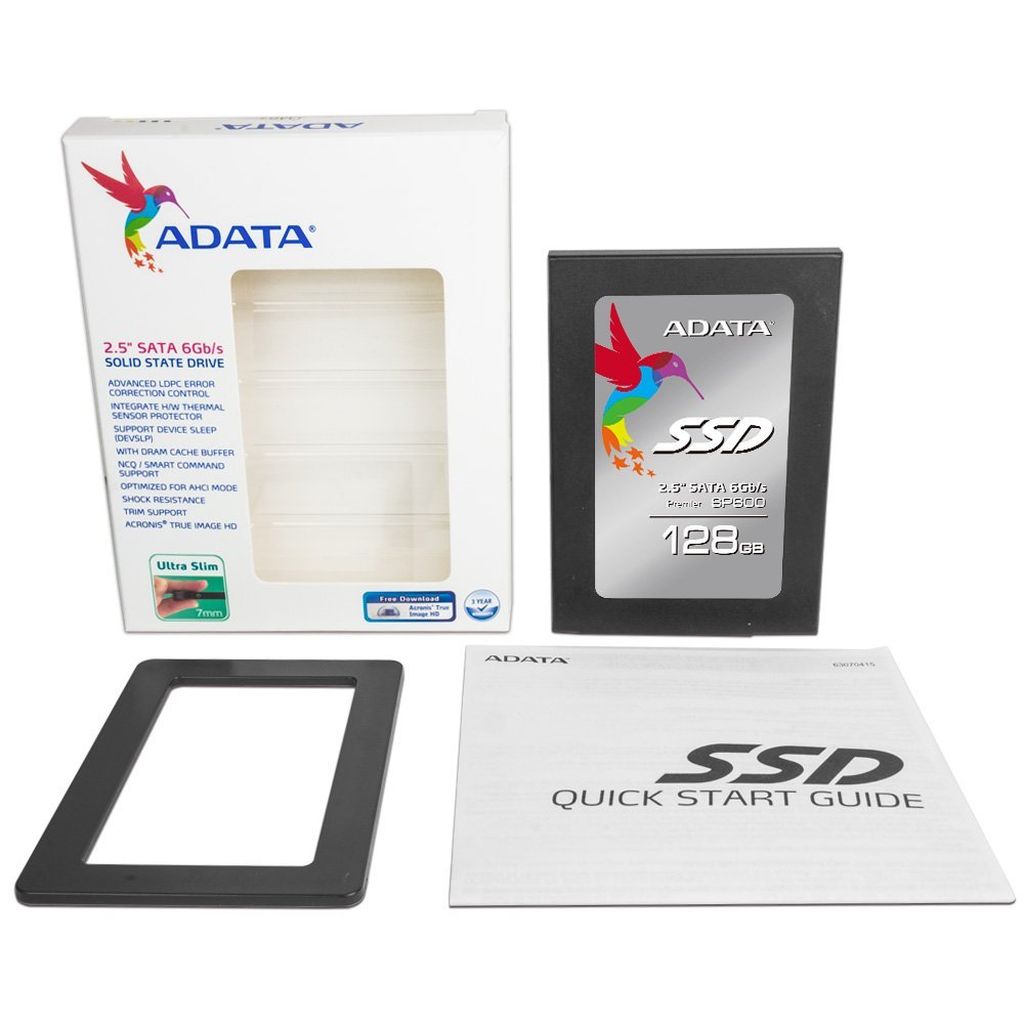 ADATA
ADATA®
2.5" SATA 6Gb/s
SOLID STATE DRIVE
ADVANCED LDPC ERROR
CORRECTION CONTROL
INTEGRATE H/W THERMAL
SENSOR PROTECTOR
SUPPORT DEVICE SLEEP
(DEVSLP)
WITH DRAM CACHE BUFFER
NCQ / SMART COMMAND
SUPPORT
OPTIMIZED FOR AHCI MODE
SHOCK RESISTANCE
TRIM SUPPORT
ACRONIS® TRUE IMAGE HD
Ultra Slim
7mm
Free Download
Acronis® True
Image HD
3 YEAR
ADATA
SSD
2.5" SATA 6Gb/s
Premier SP800
128GB
ADATA
63070415
SSD
QUICK START GUIDE